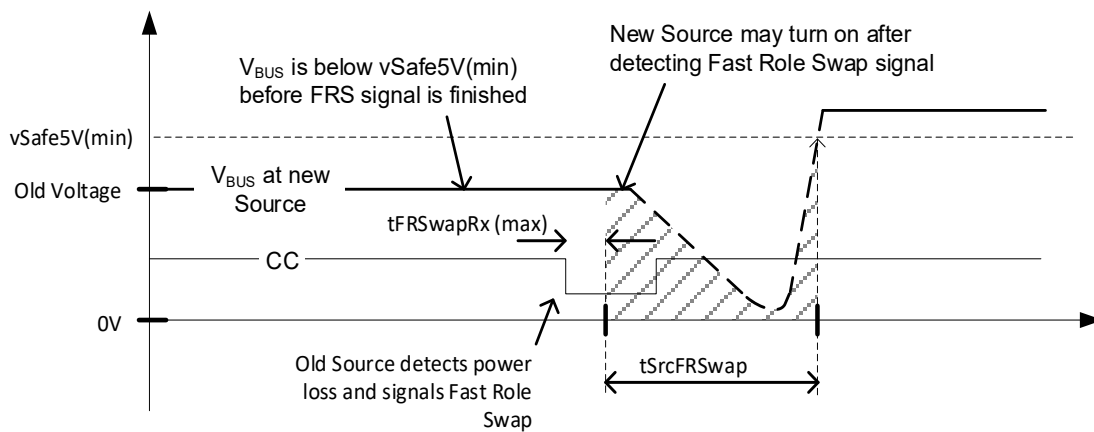 New Source may turn on after
detecting Fast Role Swap signal
VBUS is below vSafe5V(min)
before FRS signal is finished
vSafe5V(min)
Old Voltage
VBUS at new
Source
tFRSwapRx (max)
CC
0V
Old Source detects power
loss and signals Fast Role
Swap
tSrcFRSwap